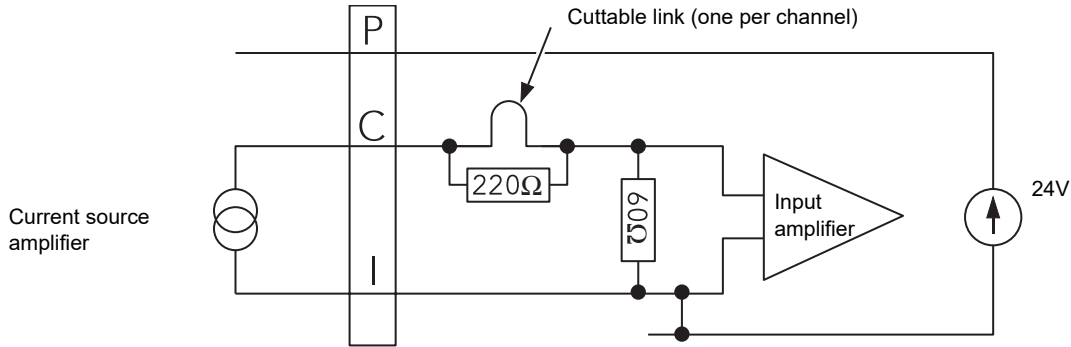 P
Cuttable link (one per channel)
C
220Ω
60Ω
Input
amplifier
24V
Current source
amplifier
I